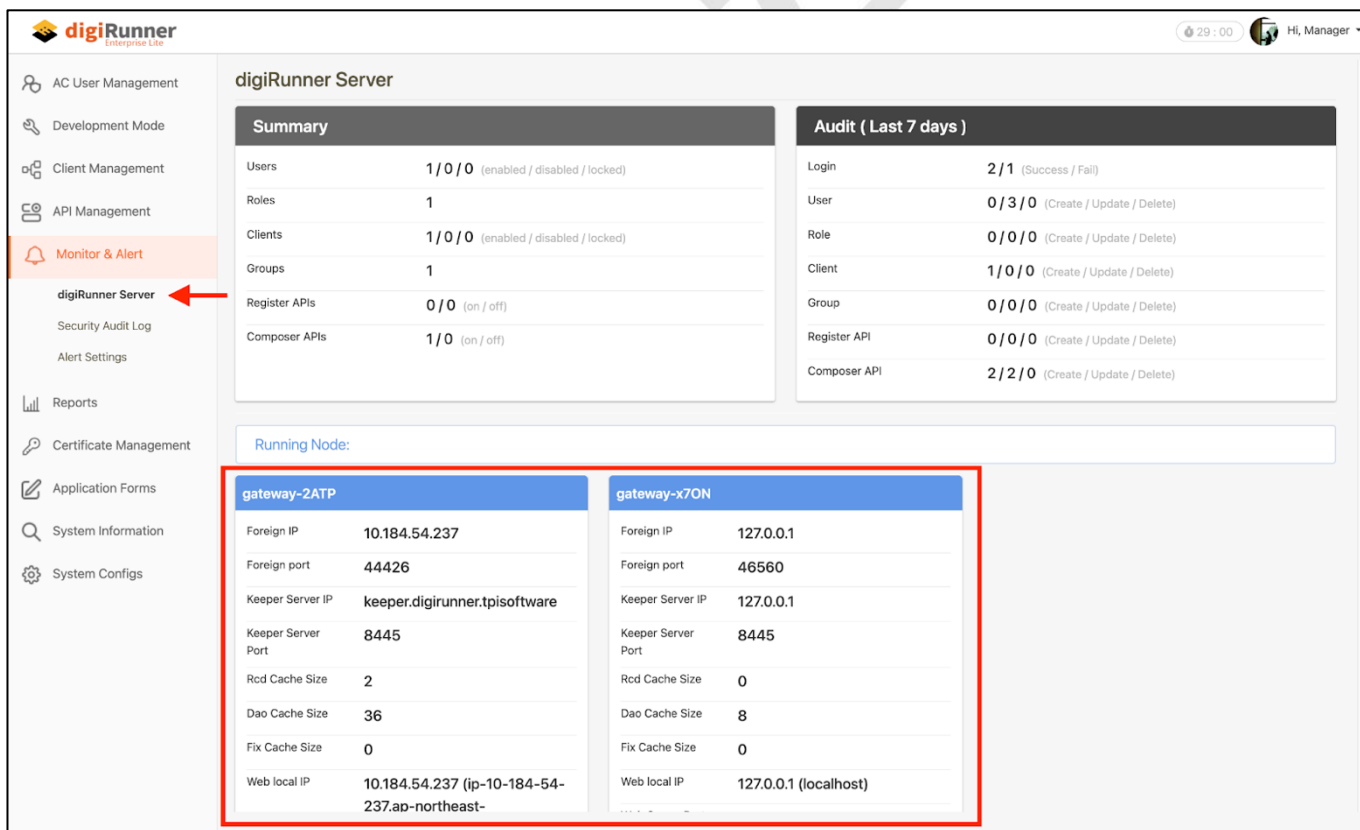 digiRunner
Enterprise Lite
29 : 00
Hi, Manager
AC User Management
Development Mode
Client Management
API Management
Monitor & Alert
digiRunner Server
Security Audit Log
Alert Settings
Reports
Certificate Management
Application Forms
System Information
System Configs
digiRunner Server
Summary
Users 1 / 0 / 0 (enabled / disabled / locked)
Roles 1
Clients 1 / 0 / 0 (enabled / disabled / locked)
Groups 1
Register APIs 0 / 0 (on / off)
Composer APIs 1 / 0 (on / off)
Audit ( Last 7 days )
Login 2 / 1 (Success / Fail)
User 0 / 3 / 0 (Create / Update / Delete)
Role 0 / 0 / 0 (Create / Update / Delete)
Client 1 / 0 / 0 (Create / Update / Delete)
Group 0 / 0 / 0 (Create / Update / Delete)
Register API 0 / 0 / 0 (Create / Update / Delete)
Composer API 2 / 2 / 0 (Create / Update / Delete)
Running Node:
gateway-2ATP
Foreign IP 10.184.54.237
Foreign port 44426
Keeper Server IP keeper.digirunner.tpisoftware
Keeper Server 8445
Port
Rcd Cache Size 2
Dao Cache Size 36
Fix Cache Size 0
Web local IP 10.184.54.237 (ip-10-184-54-
237.ap-northeast-
gateway-x7ON
Foreign IP 127.0.0.1
Foreign port 46560
Keeper Server IP 127.0.0.1
Keeper Server 8445
Port
Rcd Cache Size 0
Dao Cache Size 8
Fix Cache Size 0
Web local IP 127.0.0.1 (localhost)